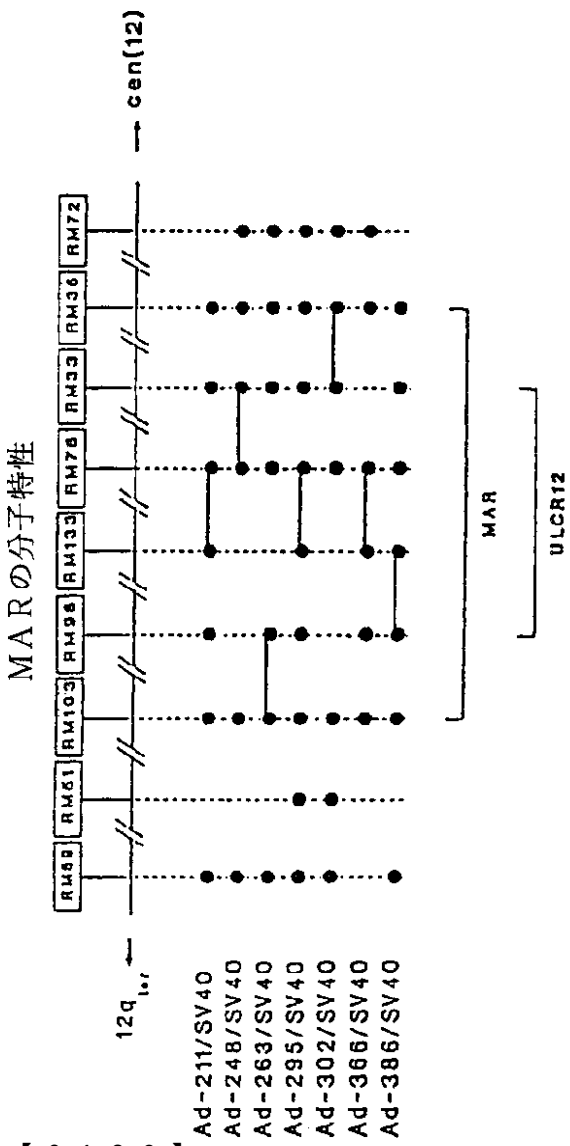 MARの分子特性
RM69 RM61 RM103 RM98 RM133 RM76 RM33 RM36 RM72
12q ter
cen(12)
Ad-211/SV40
Ad-248/SV40
Ad-263/SV40
Ad-295/SV40
Ad-302/SV40
Ad-366/SV40
Ad-386/SV40
MAR
ULCR12